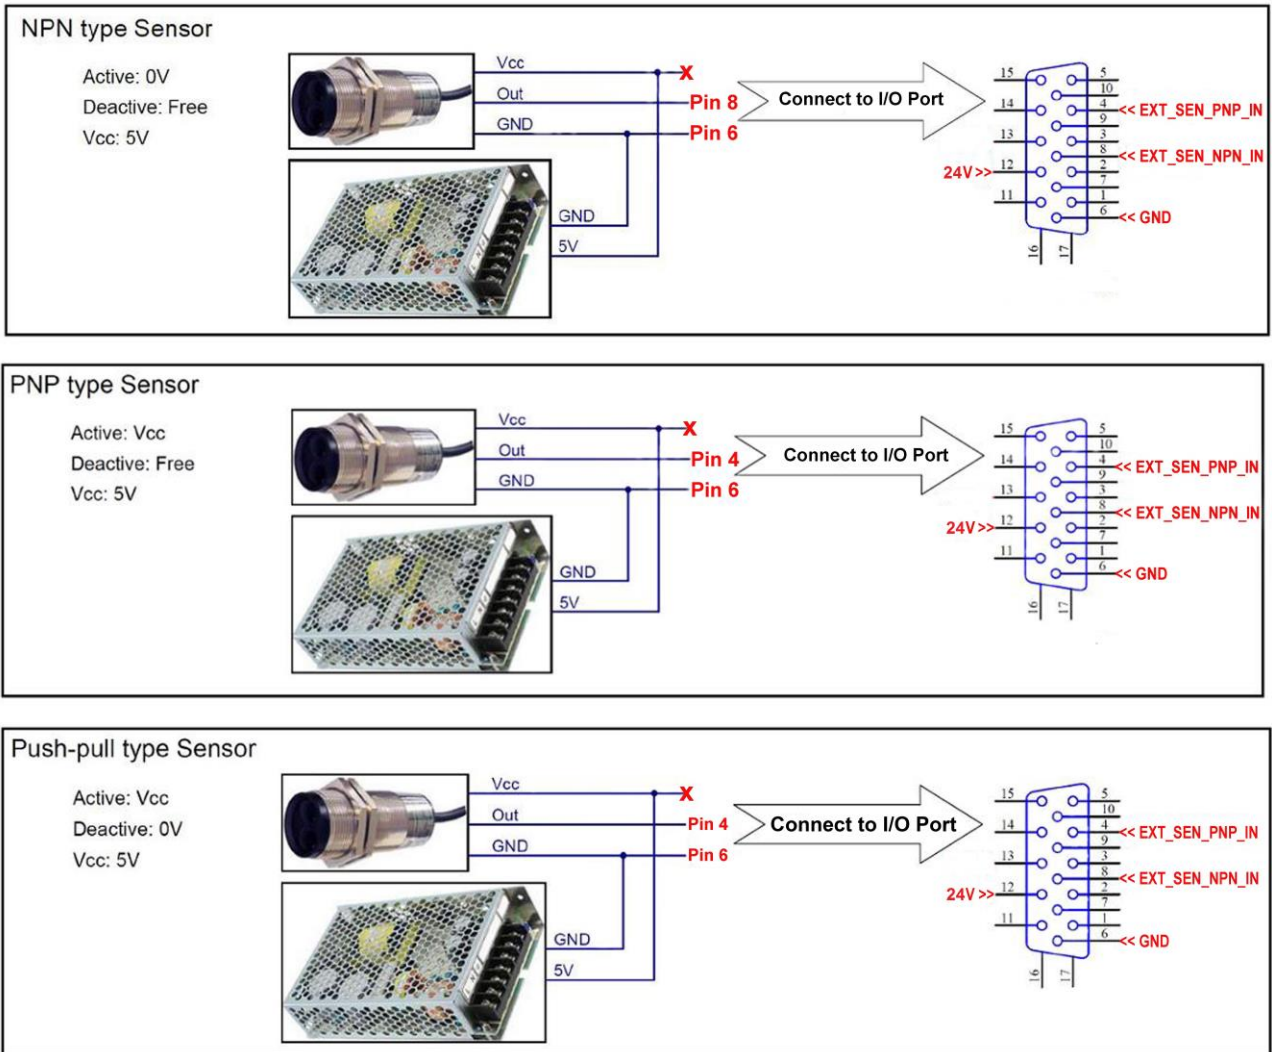 NPN type Sensor
Active: 0V
Deactive: Free
Vcc: 5V
Vcc
X
Out
Pin 8
GND
Pin 6
GND
5V
Connect to I/O Port
15
5
10
14
4
<< EXT_SEN_PNP_IN
9
13
3
8
<< EXT_SEN_NPN_IN
24V >>
12
2
7
11
1
6
<< GND
16
17
PNP type Sensor
Active: Vcc
Deactive: Free
Vcc: 5V
Vcc
X
Out
Pin 4
GND
Pin 6
GND
5V
Connect to I/O Port
15
5
10
14
4
<< EXT_SEN_PNP_IN
9
13
3
8
<< EXT_SEN_NPN_IN
24V >>
12
2
7
11
1
6
<< GND
16
17
Push-pull type Sensor
Active: Vcc
Deactive: 0V
Vcc: 5V
Vcc
X
Out
Pin 4
GND
Pin 6
GND
5V
Connect to I/O Port
15
5
10
14
4
<< EXT_SEN_PNP_IN
9
13
3
8
<< EXT_SEN_NPN_IN
24V >>
12
2
7
11
1
6
<< GND
16
17